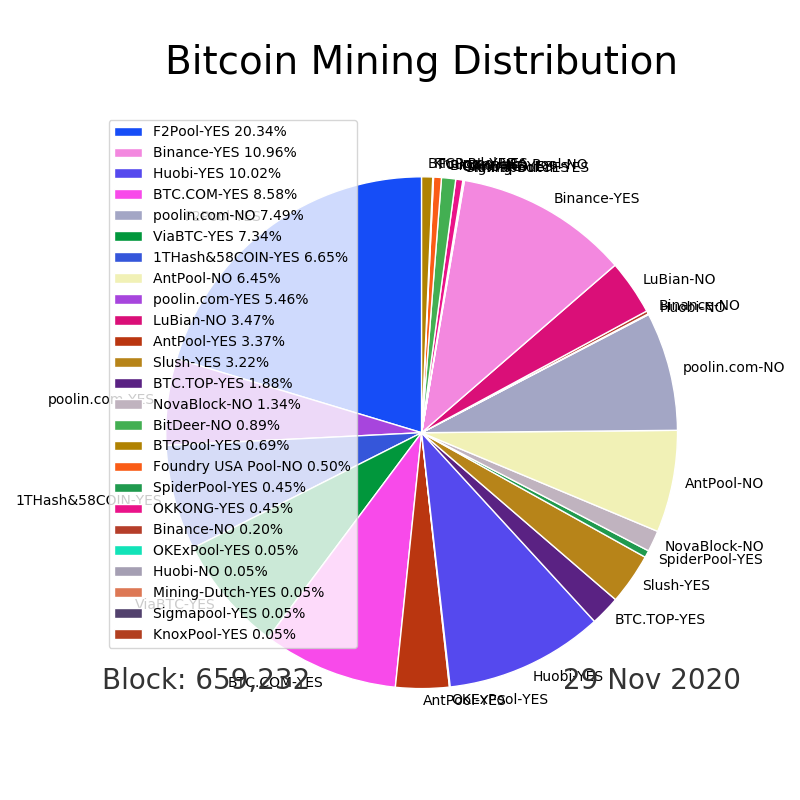 Bitcoin Mining Distribution
F2Pool-YES 20.34%
Binance-YES 10.96%
Huobi-YES 10.02%
BTC.COM-YES 8.58%
poolin.com-NO 7.49%
ViaBTC-YES 7.34%
1THash&58COIN-YES 6.65%
AntPool-NO 6.45%
poolin.com-YES 5.46%
LuBian-NO 3.47%
AntPool-YES 3.37%
Slush-YES 3.22%
BTC.TOP-YES 1.88%
NovaBlock-NO 1.34%
BitDeer-NO 0.89%
BTCPool-YES 0.69%
Foundry USA Pool-NO 0.50%
SpiderPool-YES 0.45%
OKKONG-YES 0.45%
Binance-NO 0.20%
OKExPool-YES 0.05%
Huobi-NO 0.05%
Mining-Dutch-YES 0.05%
Sigmapool-YES 0.05%
KnoxPool-YES 0.05%
Binance-YES
LuBian-NO
Binance-NO
Huobi-NO
poolin.com-NO
AntPool-NO
NovaBlock-NO
SpiderPool-YES
Slush-YES
BTC.TOP-YES
Huobi-YES
OKExPool-YES
AntPool-YES
BTC.COM-YES
ViaBTC-YES
1THash&58COIN-YES
poolin.com-YES
Block: 659,232
29 Nov 2020